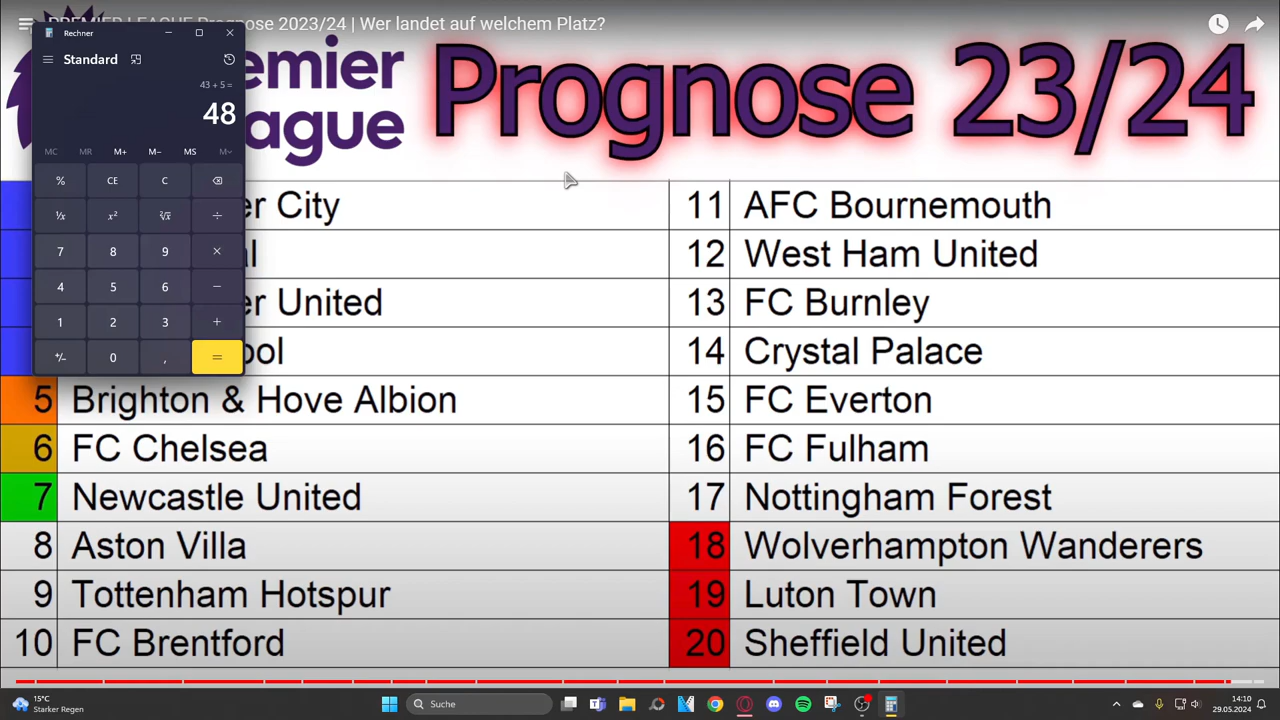 PREMIER LEAGUE Prognose 2023/24 | Wer landet auf welchem Platz?
Rechner
Standard
43 + 5 =
48
MC MR M+ M− MS M˅
% CE C
⅟x x² ²√x ÷
7 8 9 ×
4 5 6 −
1 2 3 +
+/− 0 , =
emier
ague
Prognose 23/24
er City
al
er United
ool
5 Brighton & Hove Albion
6 FC Chelsea
7 Newcastle United
8 Aston Villa
9 Tottenham Hotspur
10 FC Brentford
11 AFC Bournemouth
12 West Ham United
13 FC Burnley
14 Crystal Palace
15 FC Everton
16 FC Fulham
17 Nottingham Forest
18 Wolverhampton Wanderers
19 Luton Town
20 Sheffield United
15°C
Starker Regen
Suche
14:10
29.05.2024